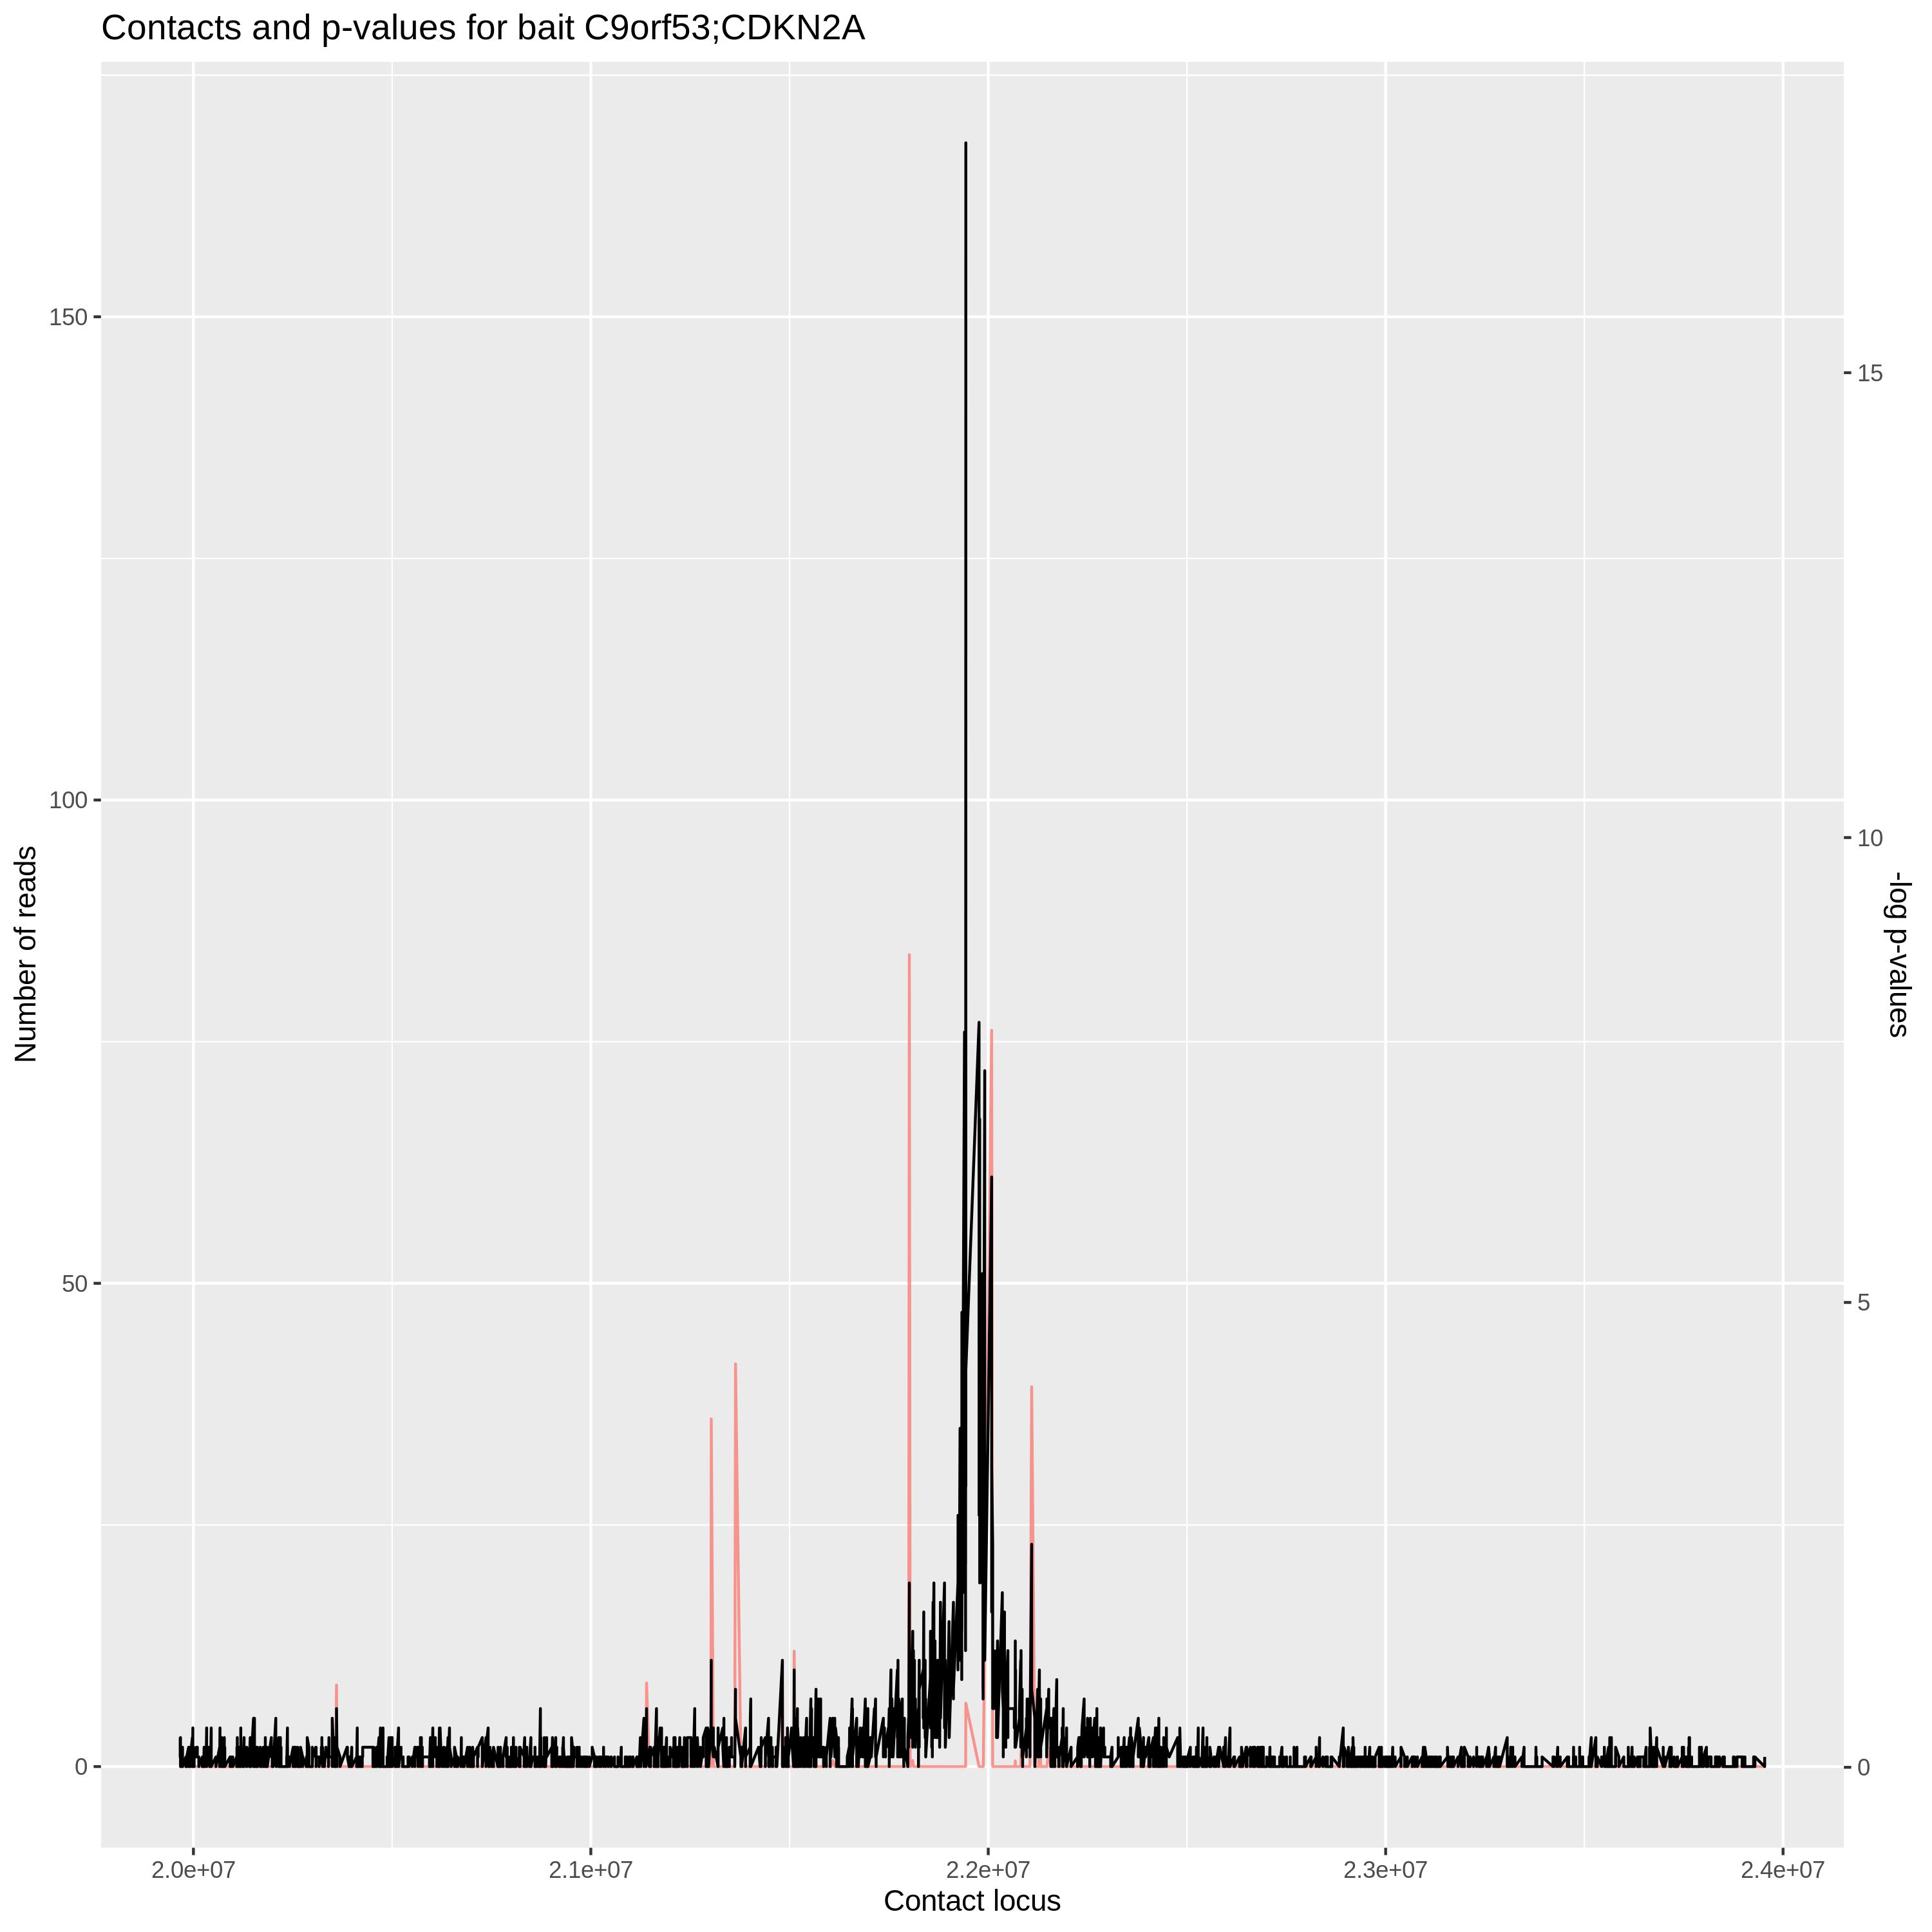 Contacts and p-values for bait C9orf53;CDKN2A
150
100
50
0
Number of reads
15
10
5
0
-log p-values
2.0e+07
2.1e+07
2.2e+07
2.3e+07
2.4e+07
Contact locus